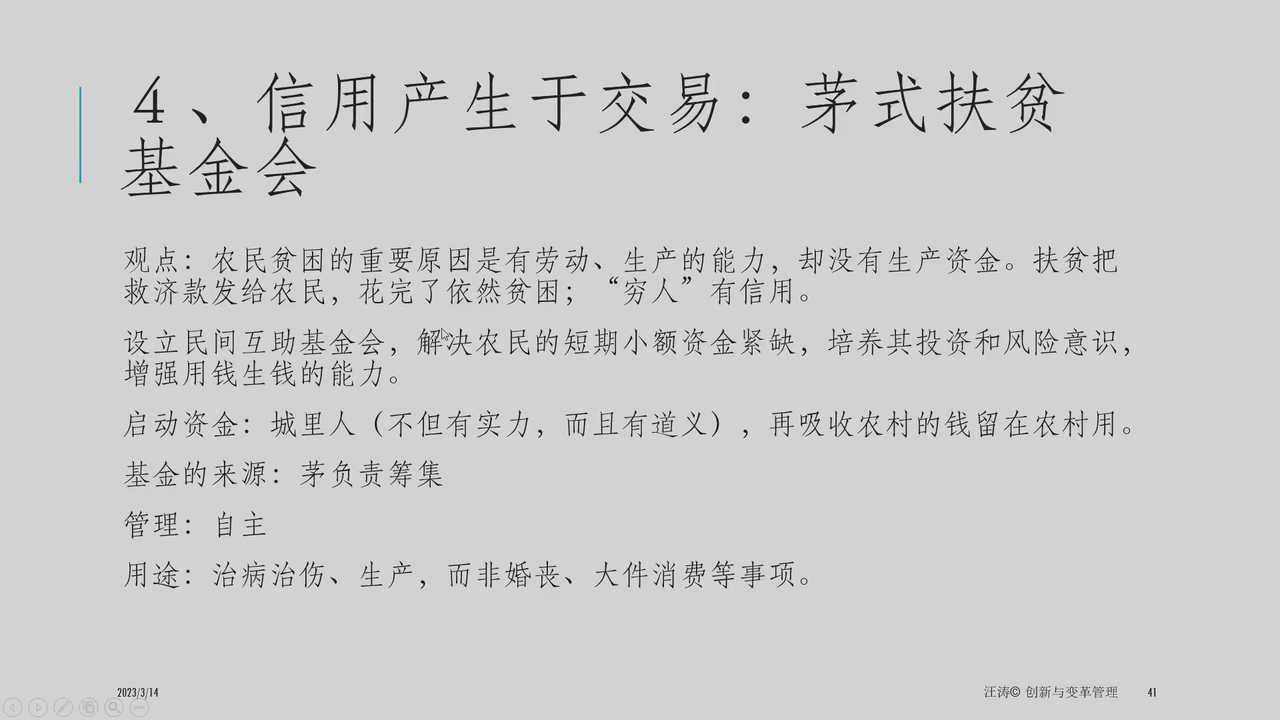 4、信用产生于交易：茅式扶贫
基金会
观点：农民贫困的重要原因是有劳动、生产的能力，却没有生产资金。扶贫把
救济款发给农民，花完了依然贫困；“穷人”有信用。
设立民间互助基金会，解决农民的短期小额资金紧缺，培养其投资和风险意识，
增强用钱生钱的能力。
启动资金：城里人（不但有实力，而且有道义），再吸收农村的钱留在农村用。
基金的来源：茅负责筹集
管理：自主
用途：治病治伤、生产，而非婚丧、大件消费等事项。
2023/3/14 汪涛© 创新与变革管理 41